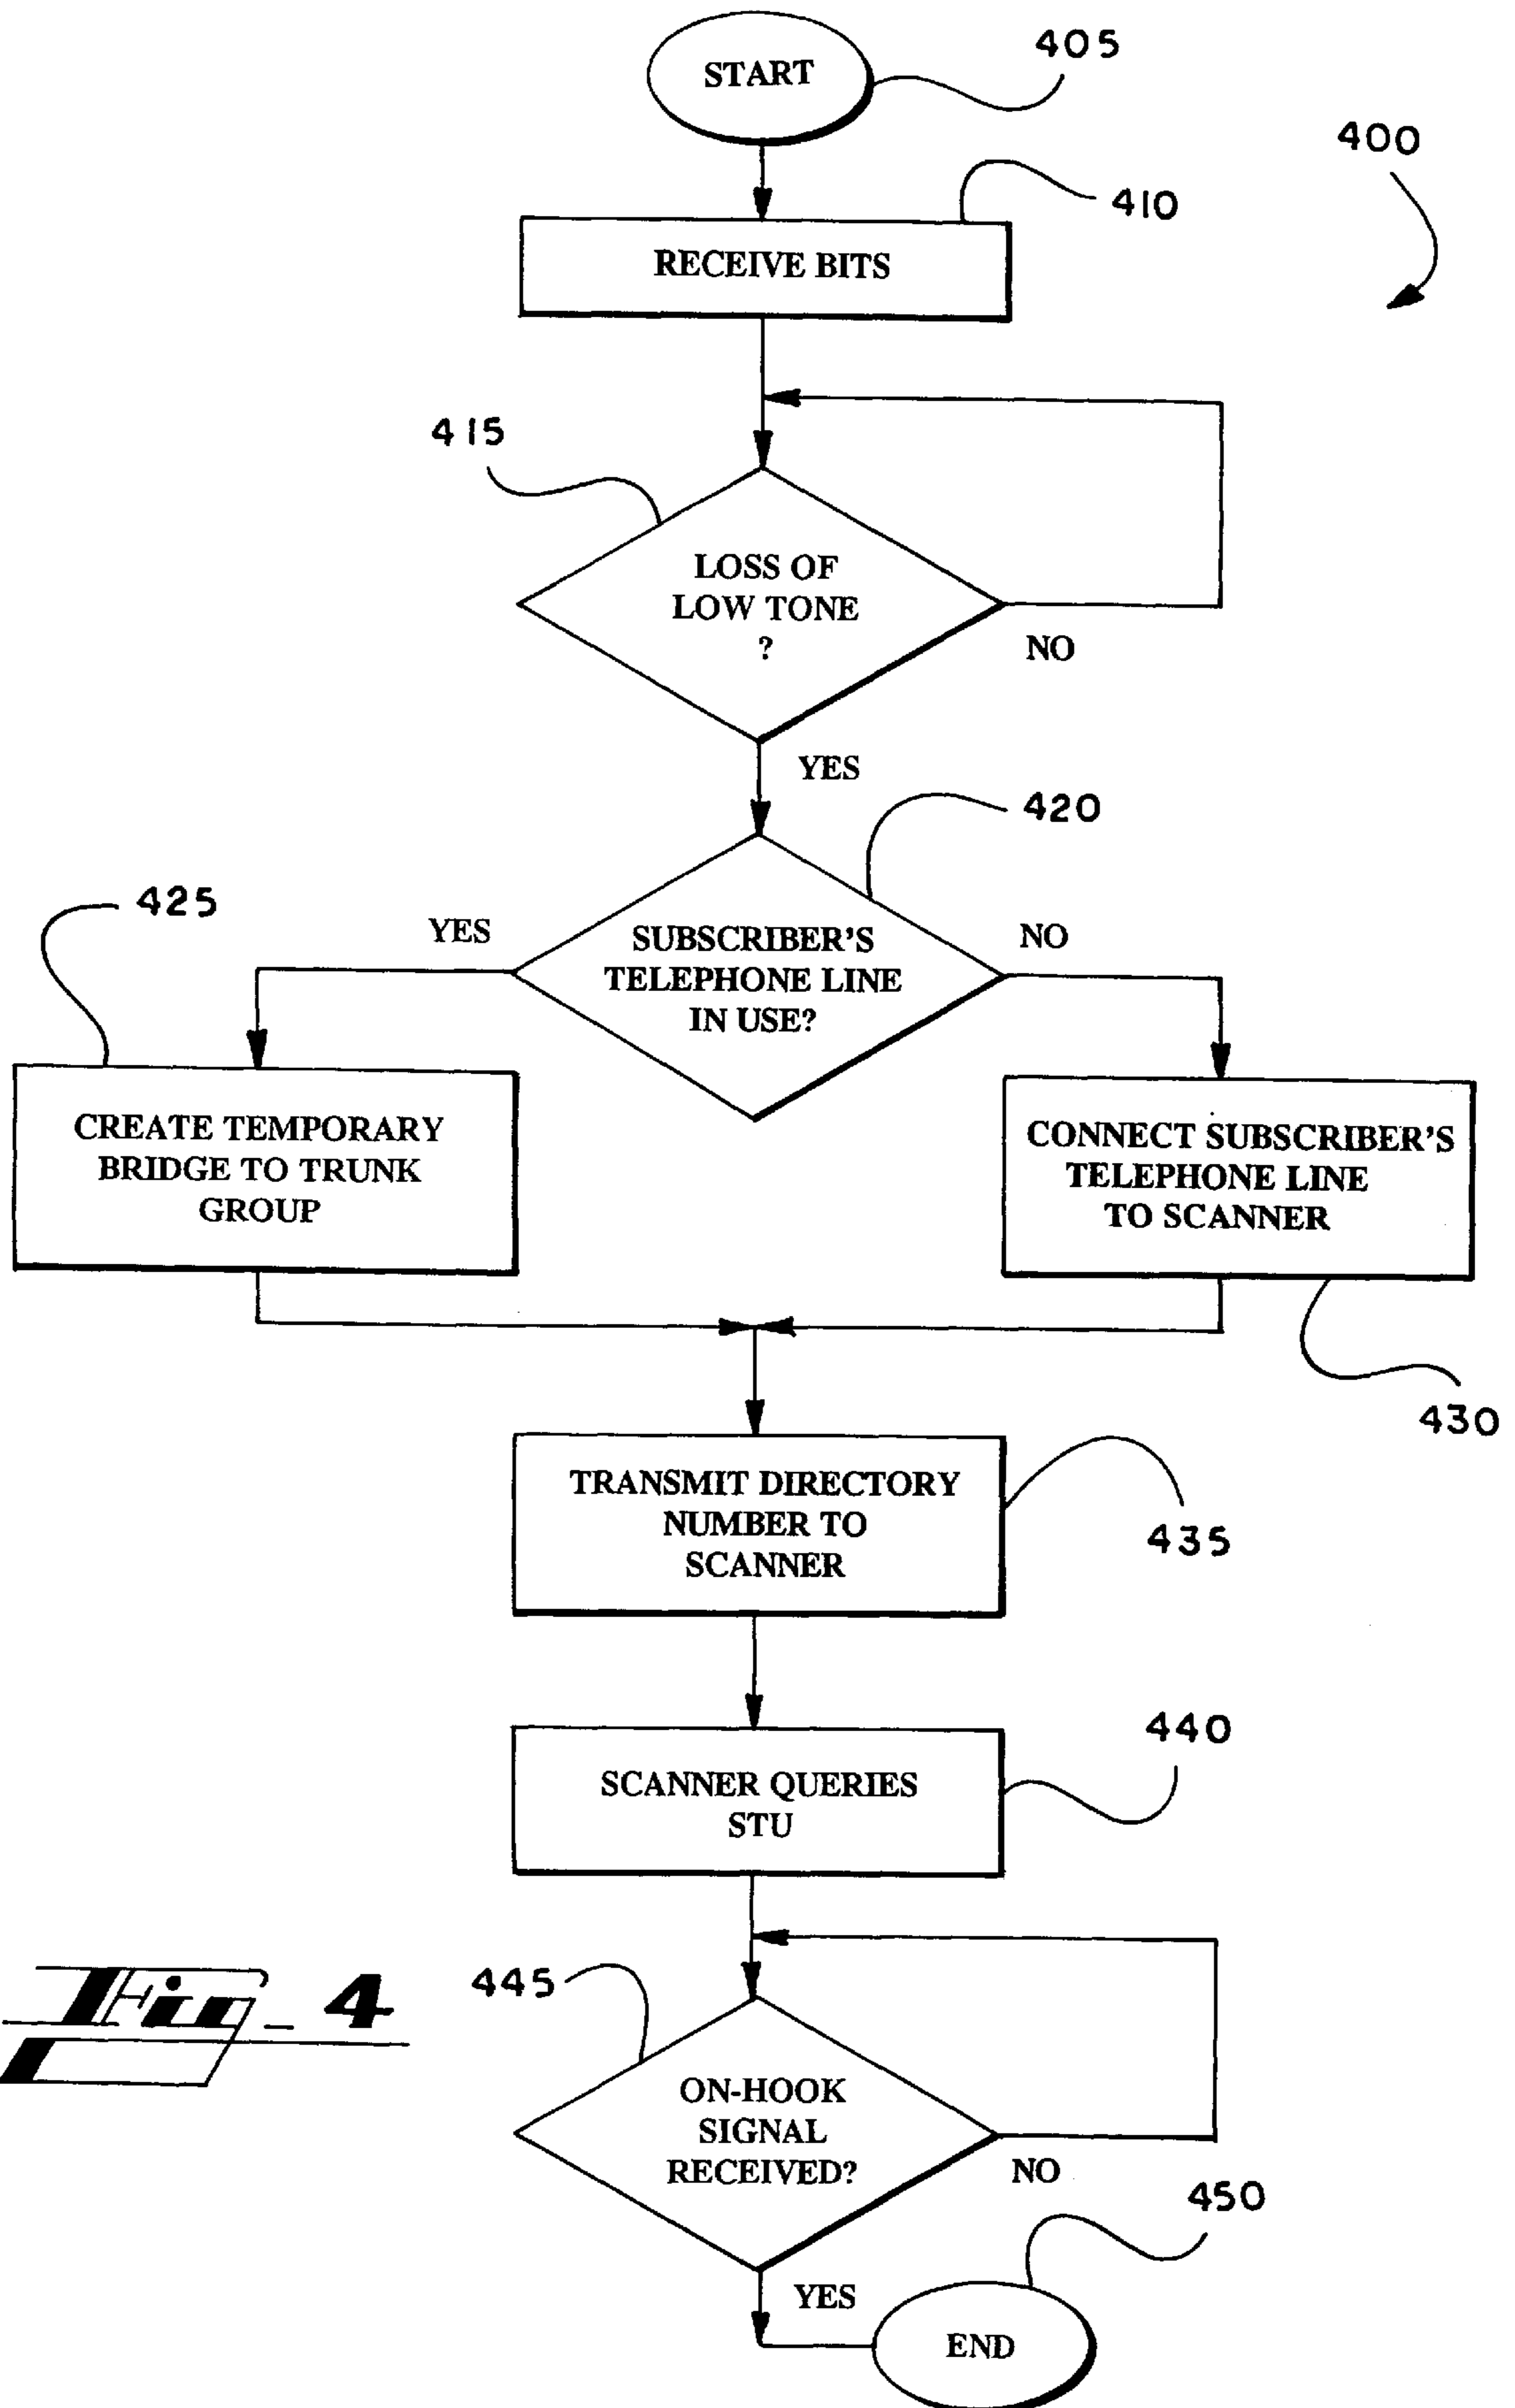 START
405
400
410
RECEIVE BITS
415
LOSS OF
LOW TONE
?
NO
YES
420
425
YES
SUBSCRIBER'S
TELEPHONE LINE
IN USE?
NO
CREATE TEMPORARY
BRIDGE TO TRUNK
GROUP
CONNECT SUBSCRIBER'S
TELEPHONE LINE
TO SCANNER
430
TRANSMIT DIRECTORY
NUMBER TO
SCANNER
435
440
SCANNER QUERIES
STU
Fig_4
445
ON-HOOK
SIGNAL
RECEIVED?
NO
450
YES
END